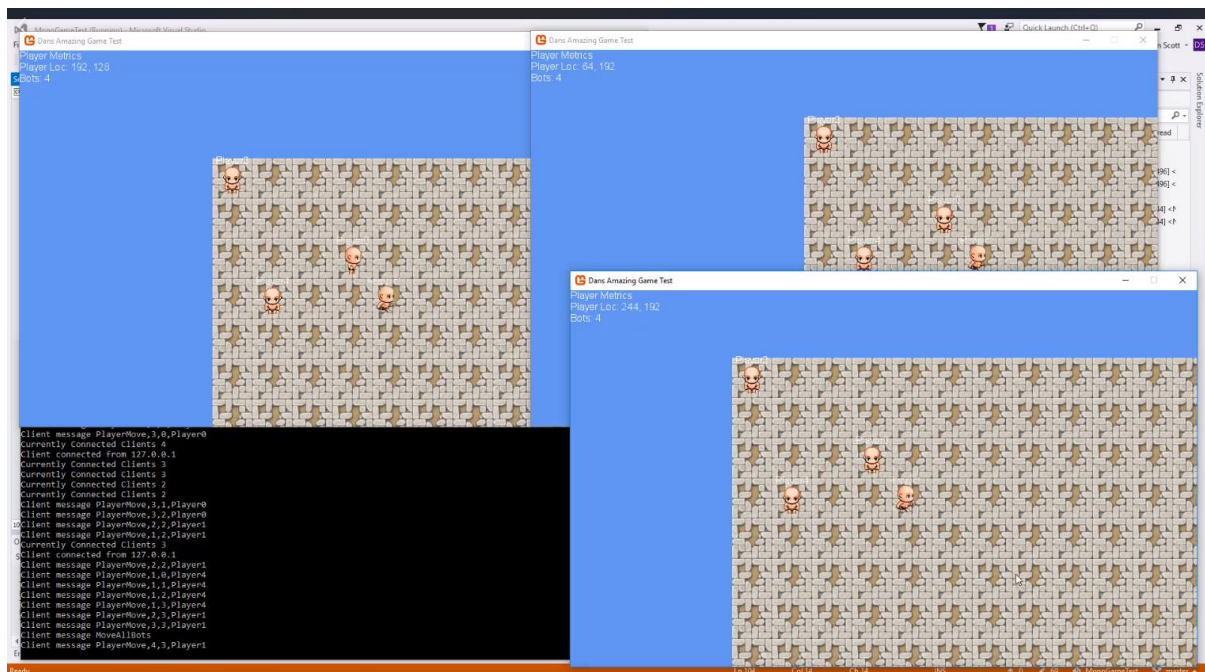 MonoGameTest (Running) - Microsoft Visual Studio
Quick Launch (Ctrl+Q)
Dans Amazing Game Test
Player Metrics
Player Loc: 192, 128
Bots: 4
Dans Amazing Game Test
Player Metrics
Player Loc: 64, 192
Bots: 4
n Scott
DS
Solution Explorer
Dans Amazing Game Test
Player Metrics
Player Loc: 244, 192
Bots: 4
Client message PlayerMove,3,0,Player0
Currently Connected Clients 4
Client connected from 127.0.0.1
Currently Connected Clients 3
Currently Connected Clients 3
Currently Connected Clients 2
Currently Connected Clients 2
Client message PlayerMove,3,1,Player0
Client message PlayerMove,3,2,Player0
Client message PlayerMove,2,2,Player1
Client message PlayerMove,1,2,Player1
Currently Connected Clients 3
Client connected from 127.0.0.1
Client message PlayerMove,2,2,Player1
Client message PlayerMove,1,0,Player4
Client message PlayerMove,1,1,Player4
Client message PlayerMove,1,2,Player4
Client message PlayerMove,1,3,Player4
Client message PlayerMove,2,3,Player1
Client message PlayerMove,3,3,Player1
Client message MoveAllBots
Client message PlayerMove,4,3,Player1
Ready